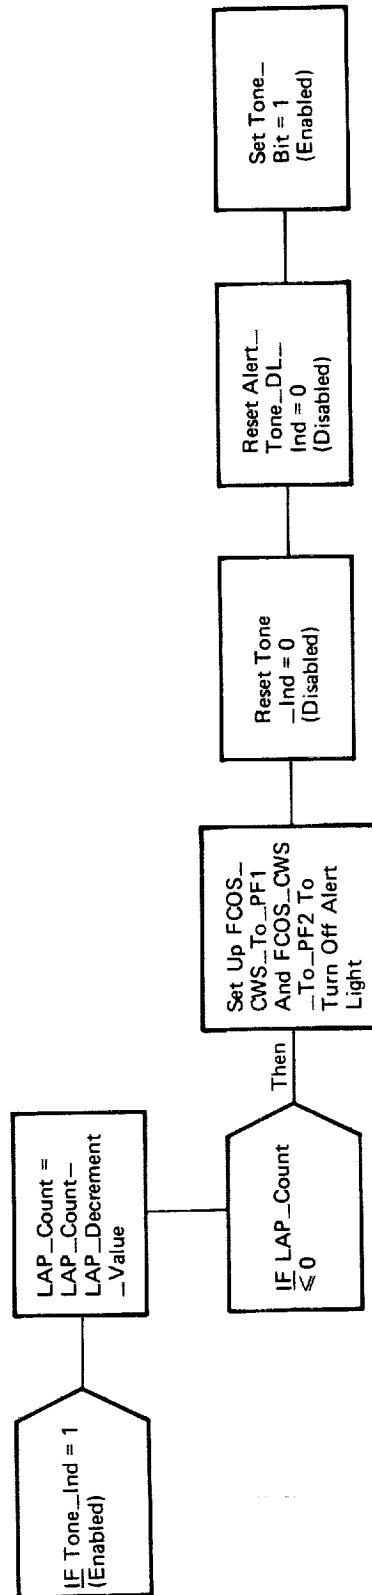 IF Tone_Ind = 1
(Enabled)
LAP_Count =
LAP_Count–
LAP_Decrement
_Value
IF LAP_Count
⩽ 0
Then
Set Up FCOS_
CWS_To_PF1
And FCOS_CWS
_To_PF2 To
Turn Off Alert
Light
Reset Tone
_Ind = 0
(Disabled)
Reset Alert_
Tone_DL_
Ind = 0
(Disabled)
Set Tone_
Bit = 1
(Enabled)